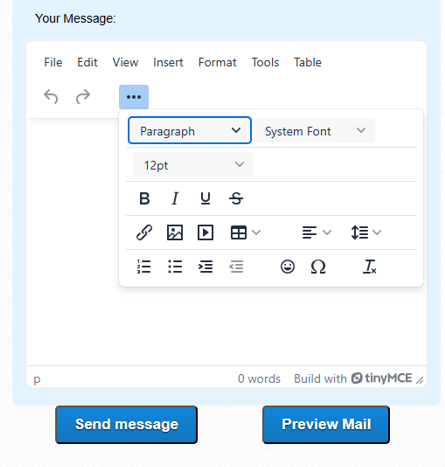 Your Message:
File Edit View Insert Format Tools Table
Paragraph System Font
12pt
B I U S
p 0 words Build with tinyMCE
Send message Preview Mail